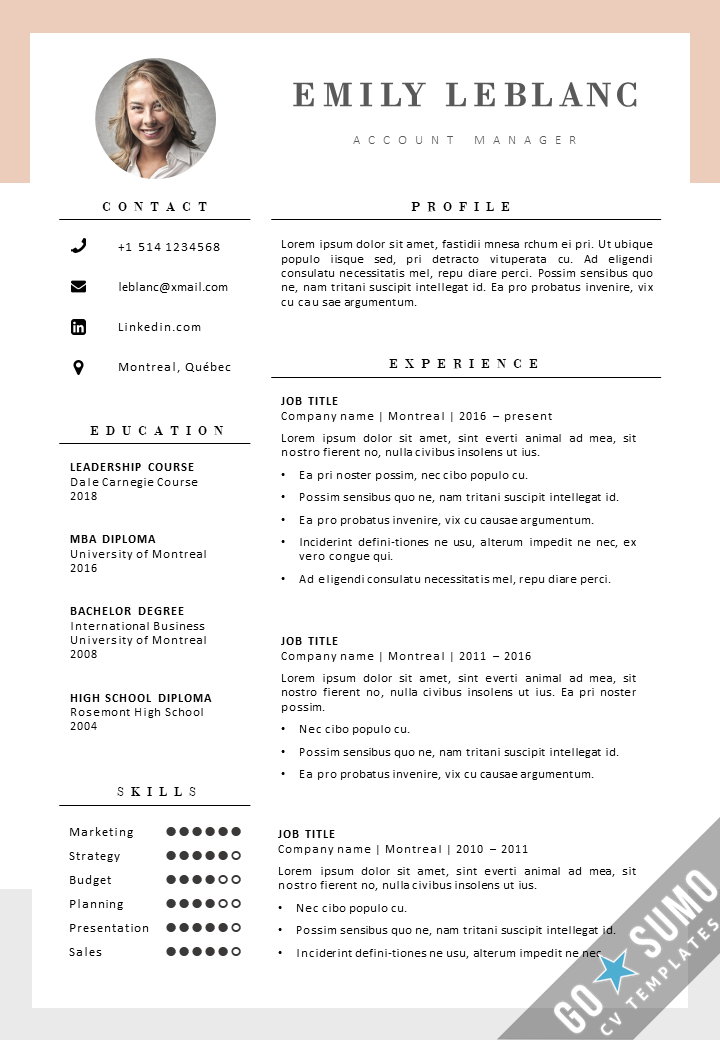 EMILY LEBLANC
ACCOUNT MANAGER
CONTACT
+1 514 1234568
leblanc@xmail.com
Linkedin.com
Montreal, Québec
EDUCATION
LEADERSHIP COURSE
Dale Carnegie Course
2018
MBA DIPLOMA
University of Montreal
2016
BACHELOR DEGREE
International Business
University of Montreal
2008
HIGH SCHOOL DIPLOMA
Rosemont High School
2004
SKILLS
Marketing
Strategy
Budget
Planning
Presentation
Sales
PROFILE
Lorem ipsum dolor sit amet, fastidii mnesa rchum ei pri. Ut ubique
populo iisque sed, pri detracto vituperata cu. Ad eligendi
consulatu necessitatis mel, repu diare perci. Possim sensibus quo
ne, nam tritani suscipit intellegat id. Ea pro probatus invenire, vix
cu cau sae argumentum.
EXPERIENCE
JOB TITLE
Company name | Montreal | 2016 – present
Lorem ipsum dolor sit amet, sint everti animal ad mea, sit
nostro fierent no, nulla civibus insolens ut ius.
• Ea pri noster possim, nec cibo populo cu.
• Possim sensibus quo ne, nam tritani suscipit intellegat id.
• Ea pro probatus invenire, vix cu causae argumentum.
• Inciderint defini-tiones ne usu, alterum impedit ne nec, ex
vero congue qui.
• Ad eligendi consulatu necessitatis mel, repu diare perci.
JOB TITLE
Company name | Montreal | 2011 – 2016
Lorem ipsum dolor sit amet, sint everti animal ad mea, sit
nostro fierent no, nulla civibus insolens ut ius. Ea pri noster
possim.
• Nec cibo populo cu.
• Possim sensibus quo ne, nam tritani suscipit intellegat id.
• Ea pro probatus invenire, vix cu causae argumentum.
JOB TITLE
Company name | Montreal | 2010 – 2011
Lorem ipsum dolor sit amet, sint everti animal ad mea, sit
nostro fierent no, nulla civibus insolens ut ius.
• Nec cibo populo cu.
• Possim sensibus quo ne, nam tritani suscipit intellegat id.
• Inciderint defini-tiones ne usu, alterum impedit ne nec
GO SUMO
CV TEMPLATES